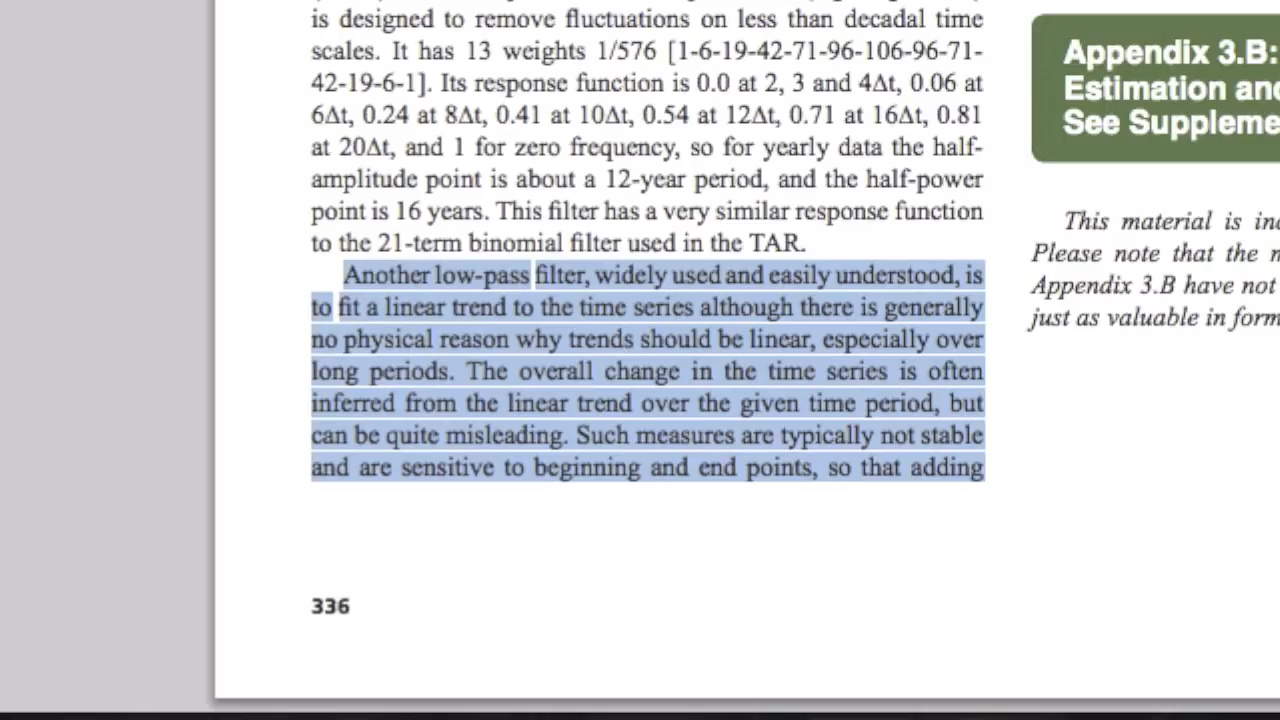 is designed to remove fluctuations on less than decadal time
scales. It has 13 weights 1/576 [1-6-19-42-71-96-106-96-71-
42-19-6-1]. Its response function is 0.0 at 2, 3 and 4Δt, 0.06 at
6Δt, 0.24 at 8Δt, 0.41 at 10Δt, 0.54 at 12Δt, 0.71 at 16Δt, 0.81
at 20Δt, and 1 for zero frequency, so for yearly data the half-
amplitude point is about a 12-year period, and the half-power
point is 16 years. This filter has a very similar response function
to the 21-term binomial filter used in the TAR.
Another low-pass filter, widely used and easily understood, is
to fit a linear trend to the time series although there is generally
no physical reason why trends should be linear, especially over
long periods. The overall change in the time series is often
inferred from the linear trend over the given time period, but
can be quite misleading. Such measures are typically not stable
and are sensitive to beginning and end points, so that adding
336
Appendix 3.B:
Estimation and
See Suppleme
This material is in
Please note that the
Appendix 3.B have not
just as valuable in form